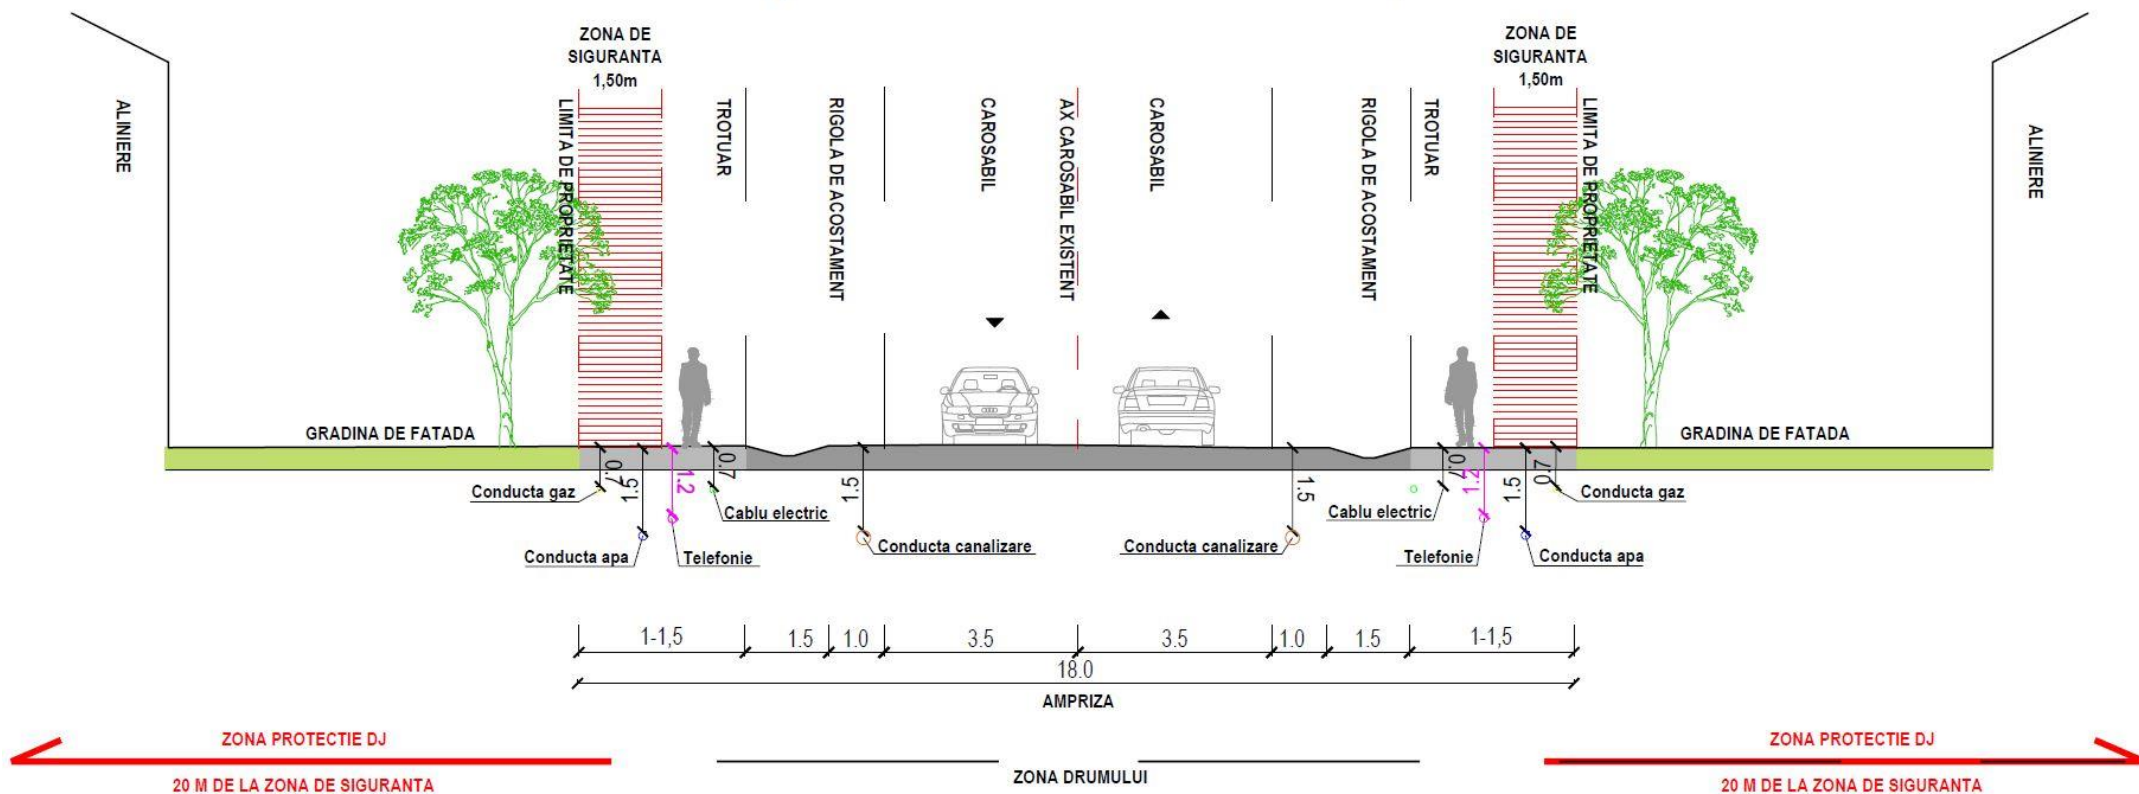 ZONA DE
SIGURANTA
1,50m
ZONA DE
SIGURANTA
1,50m
ALINIERE
LIMITA DE PROPRIETATE
TROTUAR
RIGOLA DE ACOSTAMENT
CAROSABIL
AX CAROSABIL EXISTENT
CAROSABIL
RIGOLA DE ACOSTAMENT
TROTUAR
LIMITA DE PROPRIETATE
ALINIERE
GRADINA DE FATADA
GRADINA DE FATADA
0.7
1.5
1.2
0.7
1.5
1.5
0.7
1.2
1.5
0.7
Conducta gaz
Cablu electric
Cablu electric
Conducta gaz
Conducta apa
Telefonie
Conducta canalizare
Conducta canalizare
Telefonie
Conducta apa
1-1,5
1.5
1.0
3.5
3.5
1.0
1.5
1-1,5
18.0
AMPRIZA
ZONA PROTECTIE DJ
20 M DE LA ZONA DE SIGURANTA
ZONA DRUMULUI
ZONA PROTECTIE DJ
20 M DE LA ZONA DE SIGURANTA